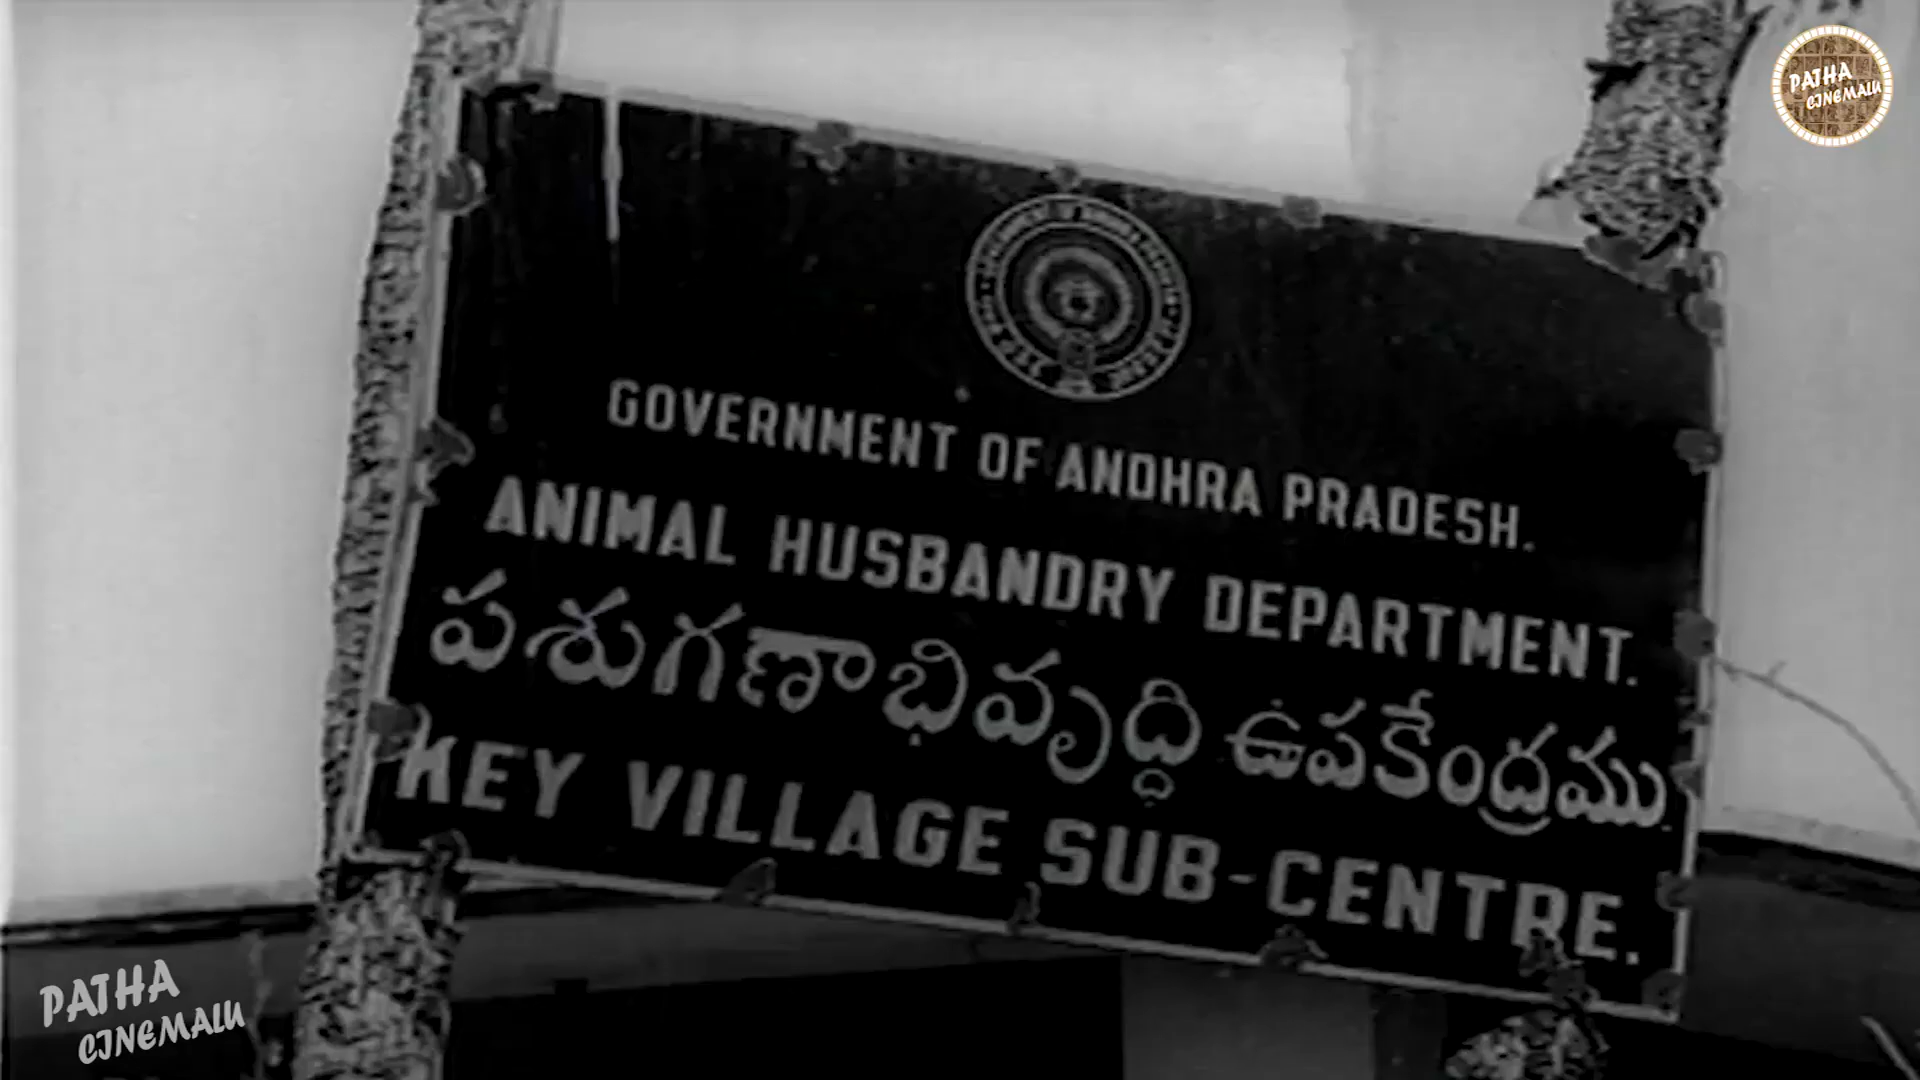 PATHA
CINEMALU
GOVERNMENT OF ANDHRA PRADESH.
ANIMAL HUSBANDRY DEPARTMENT.
పశుగణాభివృద్ధి ఉపకేంద్రము.
KEY VILLAGE SUB-CENTRE.
PATHA
CINEMALU